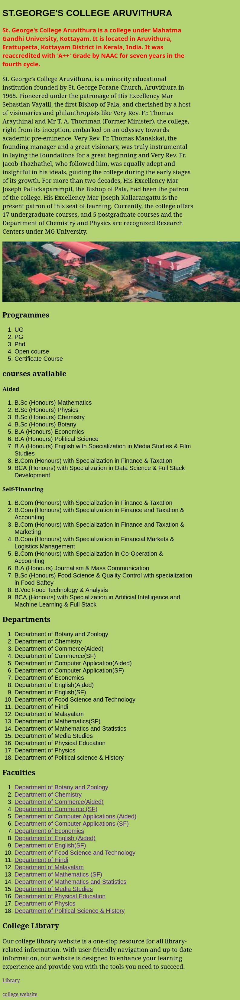 ST.GEORGE'S COLLEGE ARUVITHURA
St. George's College Aruvithura is a college under Mahatma
Gandhi University, Kottayam. It is located in Aruvithura,
Erattupetta, Kottayam District in Kerala, India. It was
reaccredited with 'A++' Grade by NAAC for seven years in the
fourth cycle.
St. George’s College Aruvithura, is a minority educational
institution founded by St. George Forane Church, Aruvithura in
1965. Pioneered under the patronage of His Excellency Mar
Sebastian Vayalil, the first Bishop of Pala, and cherished by a host
of visionaries and philanthropists like Very Rev. Fr. Thomas
Araythinal and Mr T. A. Thomman (Former Minister), the college,
right from its inception, embarked on an odyssey towards
academic pre-eminence. Very Rev. Fr. Thomas Manakkat, the
founding manager and a great visionary, was truly instrumental
in laying the foundations for a great beginning and Very Rev. Fr.
Jacob Thazhathel, who followed him, was equally adept and
insightful in his ideals, guiding the college during the early stages
of its growth. For more than two decades, His Excellency Mar
Joseph Pallickaparampil, the Bishop of Pala, had been the patron
of the college. His Excellency Mar Joseph Kallarangattu is the
present patron of this seat of learning. Currently, the college offers
17 undergraduate courses, and 5 postgraduate courses and the
Department of Chemistry and Physics are recognized Research
Centers under MG University.
Programmes
1. UG
2. PG
3. Phd
4. Open course
5. Certificate Course
courses available
Aided
1. B.Sc (Honours) Mathematics
2. B.Sc (Honours) Physics
3. B.Sc (Honours) Chemistry
4. B.Sc (Honours) Botany
5. B.A (Honours) Economics
6. B.A (Honours) Political Science
7. B A (Honours) English with Specialization in Media Studies & Film
Studies
8. B.Com (Honours) with Specialization in Finance & Taxation
9. BCA (Honours) with Specialization in Data Science & Full Stack
Development
Self-Financing
1. B.Com (Honours) with Specialization in Finance & Taxation
2. B.Com (Honours) with Specialization in Finance and Taxation &
Accounting
3. B.Com (Honours) with Specialization in Finance and Taxation &
Marketing
4. B.Com (Honours) with Specialization in Financial Markets &
Logistics Management
5. B.Com (Honours) with Specialization in Co-Operation &
Accounting
6. B.A (Honours) Journalism & Mass Communication
7. B.Sc (Honours) Food Science & Quality Control with specialization
in Food Saftey
8. B.Voc Food Technology & Analysis
9. BCA (Honours) with Specialization in Artificial Intelligence and
Machine Learning & Full Stack
Departments
1. Department of Botany and Zoology
2. Department of Chemistry
3. Department of Commerce(Aided)
4. Department of Commerce(SF)
5. Department of Computer Application(Aided)
6. Department of Computer Application(SF)
7. Department of Economics
8. Department of English(Aided)
9. Department of English(SF)
10. Department of Food Science and Technology
11. Department of Hindi
12. Department of Malayalam
13. Department of Mathematics(SF)
14. Department of Mathematics and Statistics
15. Department of Media Studies
16. Department of Physical Education
17. Department of Physics
18. Department of Political science & History
Faculties
1. Department of Botany and Zoology
2. Department of Chemistry
3. Department of Commerce(Aided)
4. Department of Commerce (SF)
5. Department of Computer Applications (Aided)
6. Department of Computer Applications (SF)
7. Department of Economics
8. Department of English (Aided)
9. Department of English(SF)
10. Department of Food Science and Technology
11. Department of Hindi
12. Department of Malayalam
13. Department of Mathematics (SF)
14. Department of Mathematics and Statistics
15. Department of Media Studies
16. Department of Physical Education
17. Department of Physics
18. Department of Political Science & History
College Library
Our college library website is a one-stop resource for all library-
related information. With user-friendly navigation and up-to-date
information, our website is designed to enhance your learning
experience and provide you with the tools you need to succeed.
Library
college website